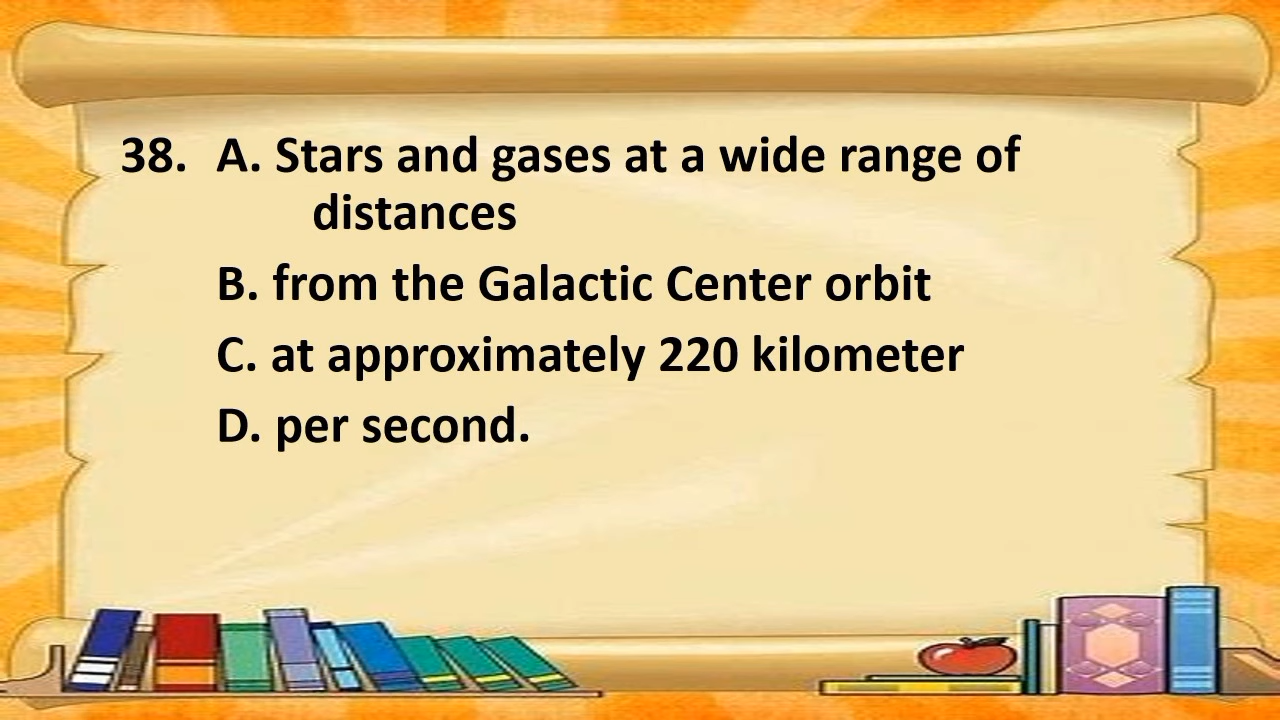 38. A. Stars and gases at a wide range of
distances
B. from the Galactic Center orbit
C. at approximately 220 kilometer
D. per second.